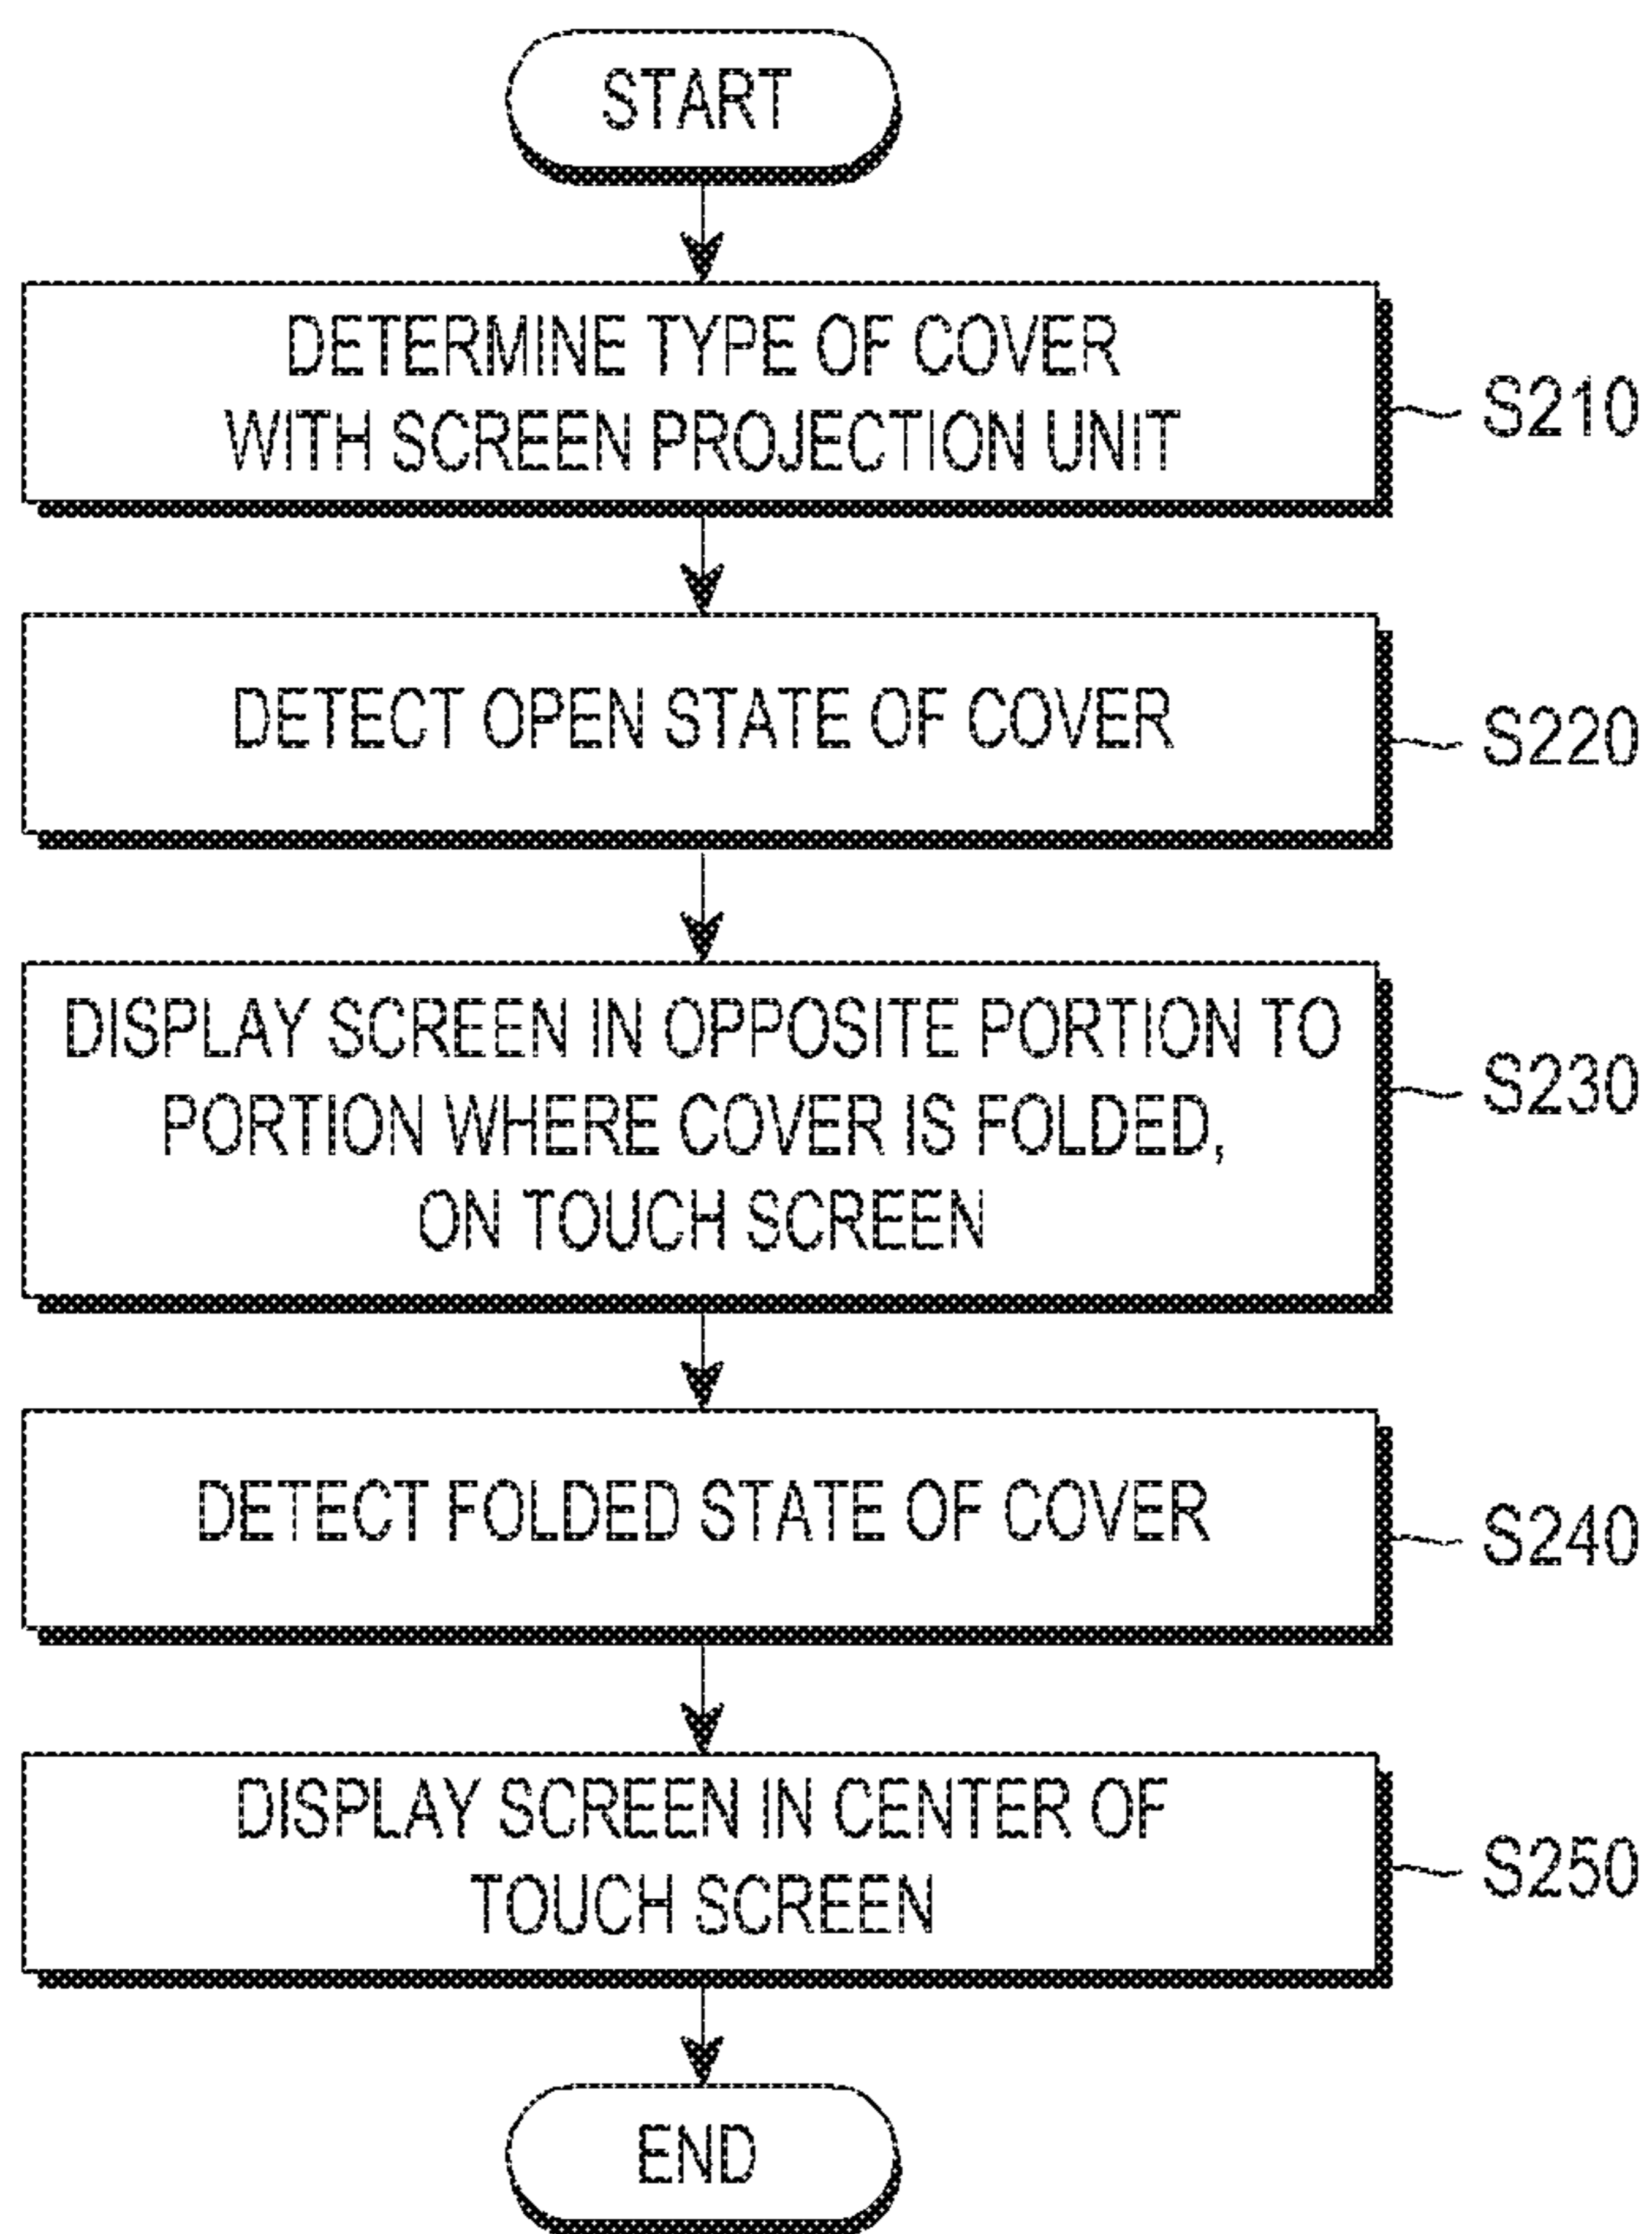 START
DETERMINE TYPE OF COVER
WITH SCREEN PROJECTION UNIT
S210
DETECT OPEN STATE OF COVER
S220
DISPLAY SCREEN IN OPPOSITE PORTION TO
PORTION WHERE COVER IS FOLDED,
ON TOUCH SCREEN
S230
DETECT FOLDED STATE OF COVER
S240
DISPLAY SCREEN IN CENTER OF
TOUCH SCREEN
S250
END